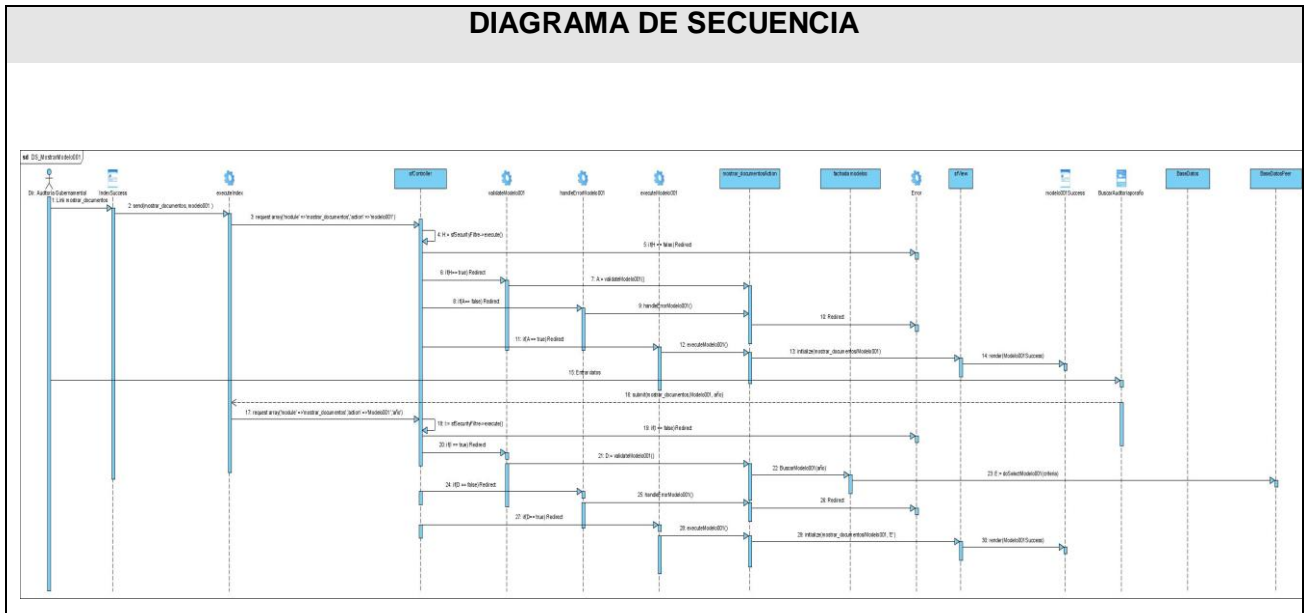 DIAGRAMA DE SECUENCIA
sd DS_MostrarModelo001
Dir. Auditoria Gubernamental
IndexSuccess
executeIndex
sfController
validateModelo001
handleErrorModelo001
executeModelo001
mostrar_documentosAction
fachada modelos
Error
sfView
modelo001Success
BuscarAuditoriaporaño
BaseDatos
BaseDatosPeer
1: Link mostrar_documentos
2: send(mostrar_documentos, modelo001 )
3: request array('module' =>'mostrar_documentos','action' =>'modelo001')
4: H = sfSecurityFiltre->execute()
5: if(H == false) Redirect
6: if(H== true) Redirect
7: A = validateModelo001()
8: if(A== false) Redirect
9: handleErrorModelo001()
10: Redirect
11: if(A == true) Redirect
12: executeModelo001()
13: initialize(mostrar_documentos/Modelo001)
14: render(Modelo001Success)
15: Entrar datos
16: submit(mostrar_documentos,Modelo001, año)
17: request array('module' =>'mostrar_documentos','action' =>'Modelo001','año')
18: I = sfSecurityFiltre->execute()
19: if(I == false) Redirect
20: if(I == true) Redirect
21: D = validateModelo001()
22: BuscarModelo001(año)
23: E = doSelectModelo001(criteria)
24: if(D == false) Redirect
25: handleErrorModelo001()
26: Redirect
27: if(D== true) Redirect
28: executeModelo001()
29: initialize(mostrar_documentos/Modelo001, 'E')
30: render(Modelo001Success)